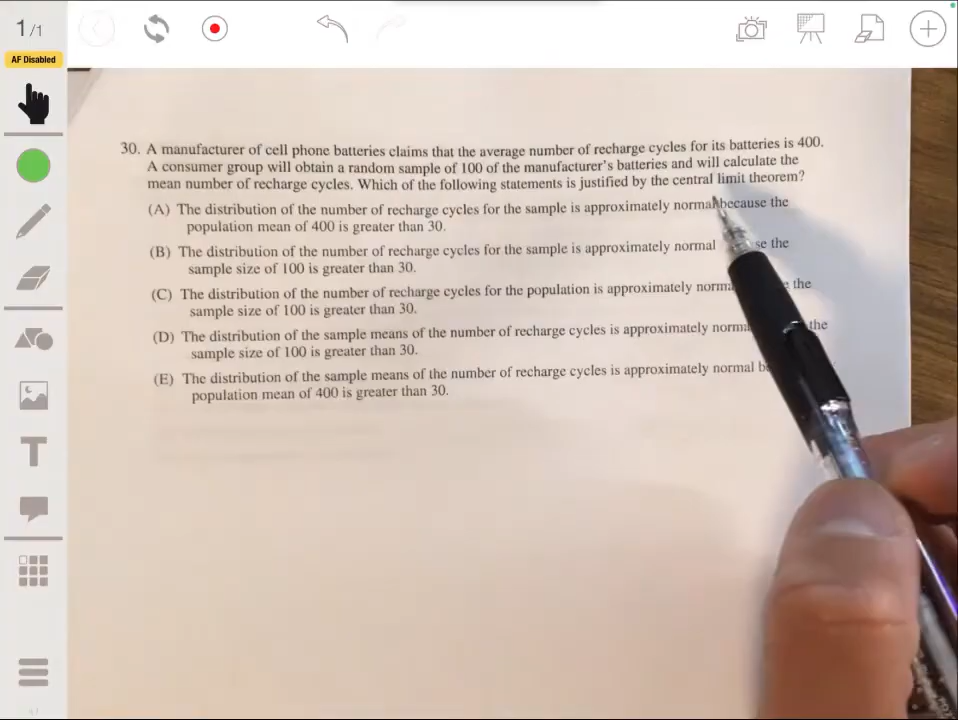 1/1
AF Disabled
30. A manufacturer of cell phone batteries claims that the average number of recharge cycles for its batteries is 400.
A consumer group will obtain a random sample of 100 of the manufacturer's batteries and will calculate the
mean number of recharge cycles. Which of the following statements is justified by the central limit theorem?
(A) The distribution of the number of recharge cycles for the sample is approximately normal because the
population mean of 400 is greater than 30.
(B) The distribution of the number of recharge cycles for the sample is approximately normal the
sample size of 100 is greater than 30.
(C) The distribution of the number of recharge cycles for the population is approximately the
sample size of 100 is greater than 30.
(D) The distribution of the sample means of the number of recharge cycles is approximately the
sample size of 100 is greater than 30.
(E) The distribution of the sample means of the number of recharge cycles is approximately normal
population mean of 400 is greater than 30.
T